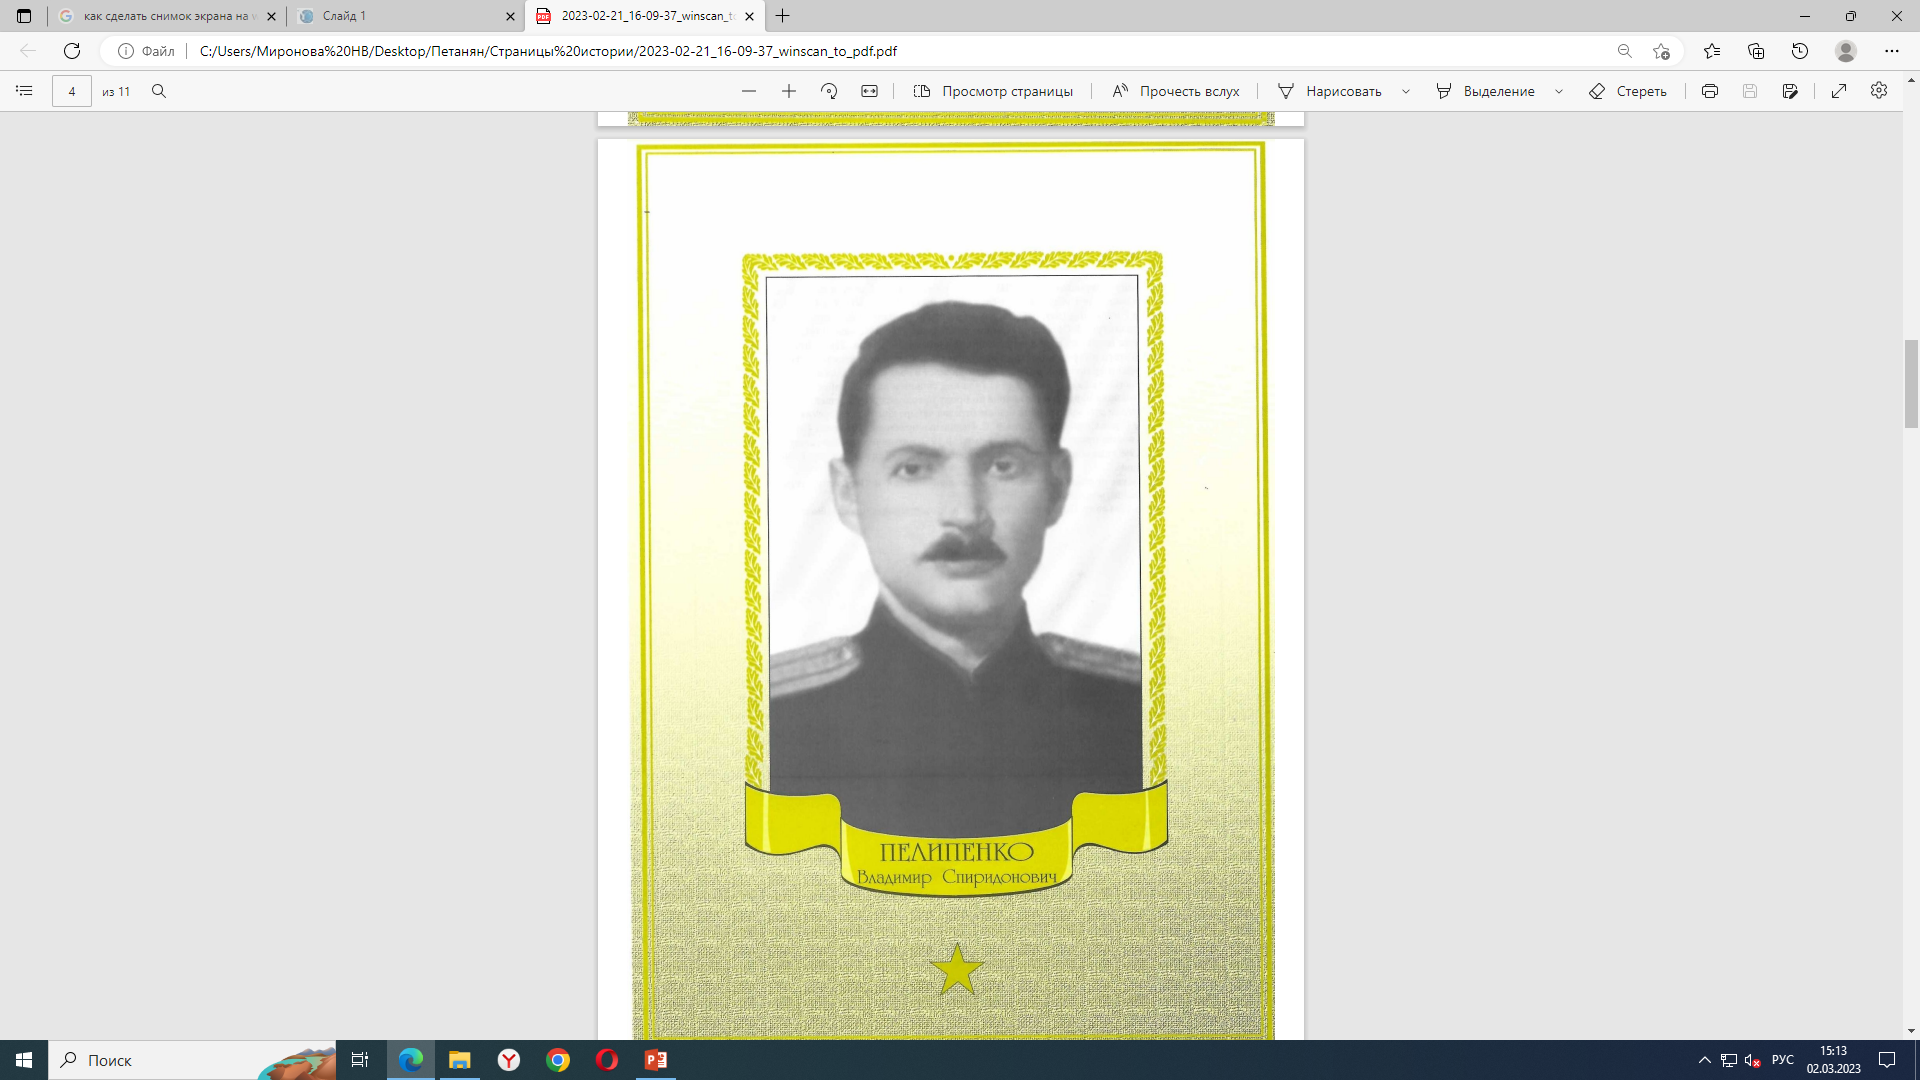 как сделать снимок экрана на w
Слайд 1
2023-02-21_16-09-37_winscan_to
Файл
C:/Users/Миронова%20НВ/Desktop/Петанян/Страницы%20истории/2023-02-21_16-09-37_winscan_to_pdf.pdf
4
из 11
Просмотр страницы
Прочесть вслух
Нарисовать
Выделение
Стереть
ПЕЛИПЕНКО
Владимир Спиридонович
Поиск
РУС
15:13
02.03.2023